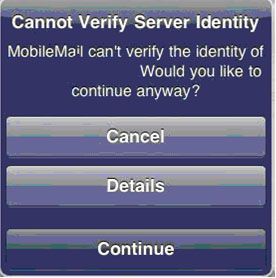 Cannot Verify Server Identity
MobileMail can't verify the identity of
Would you like to
continue anyway?
Cancel
Details
Continue